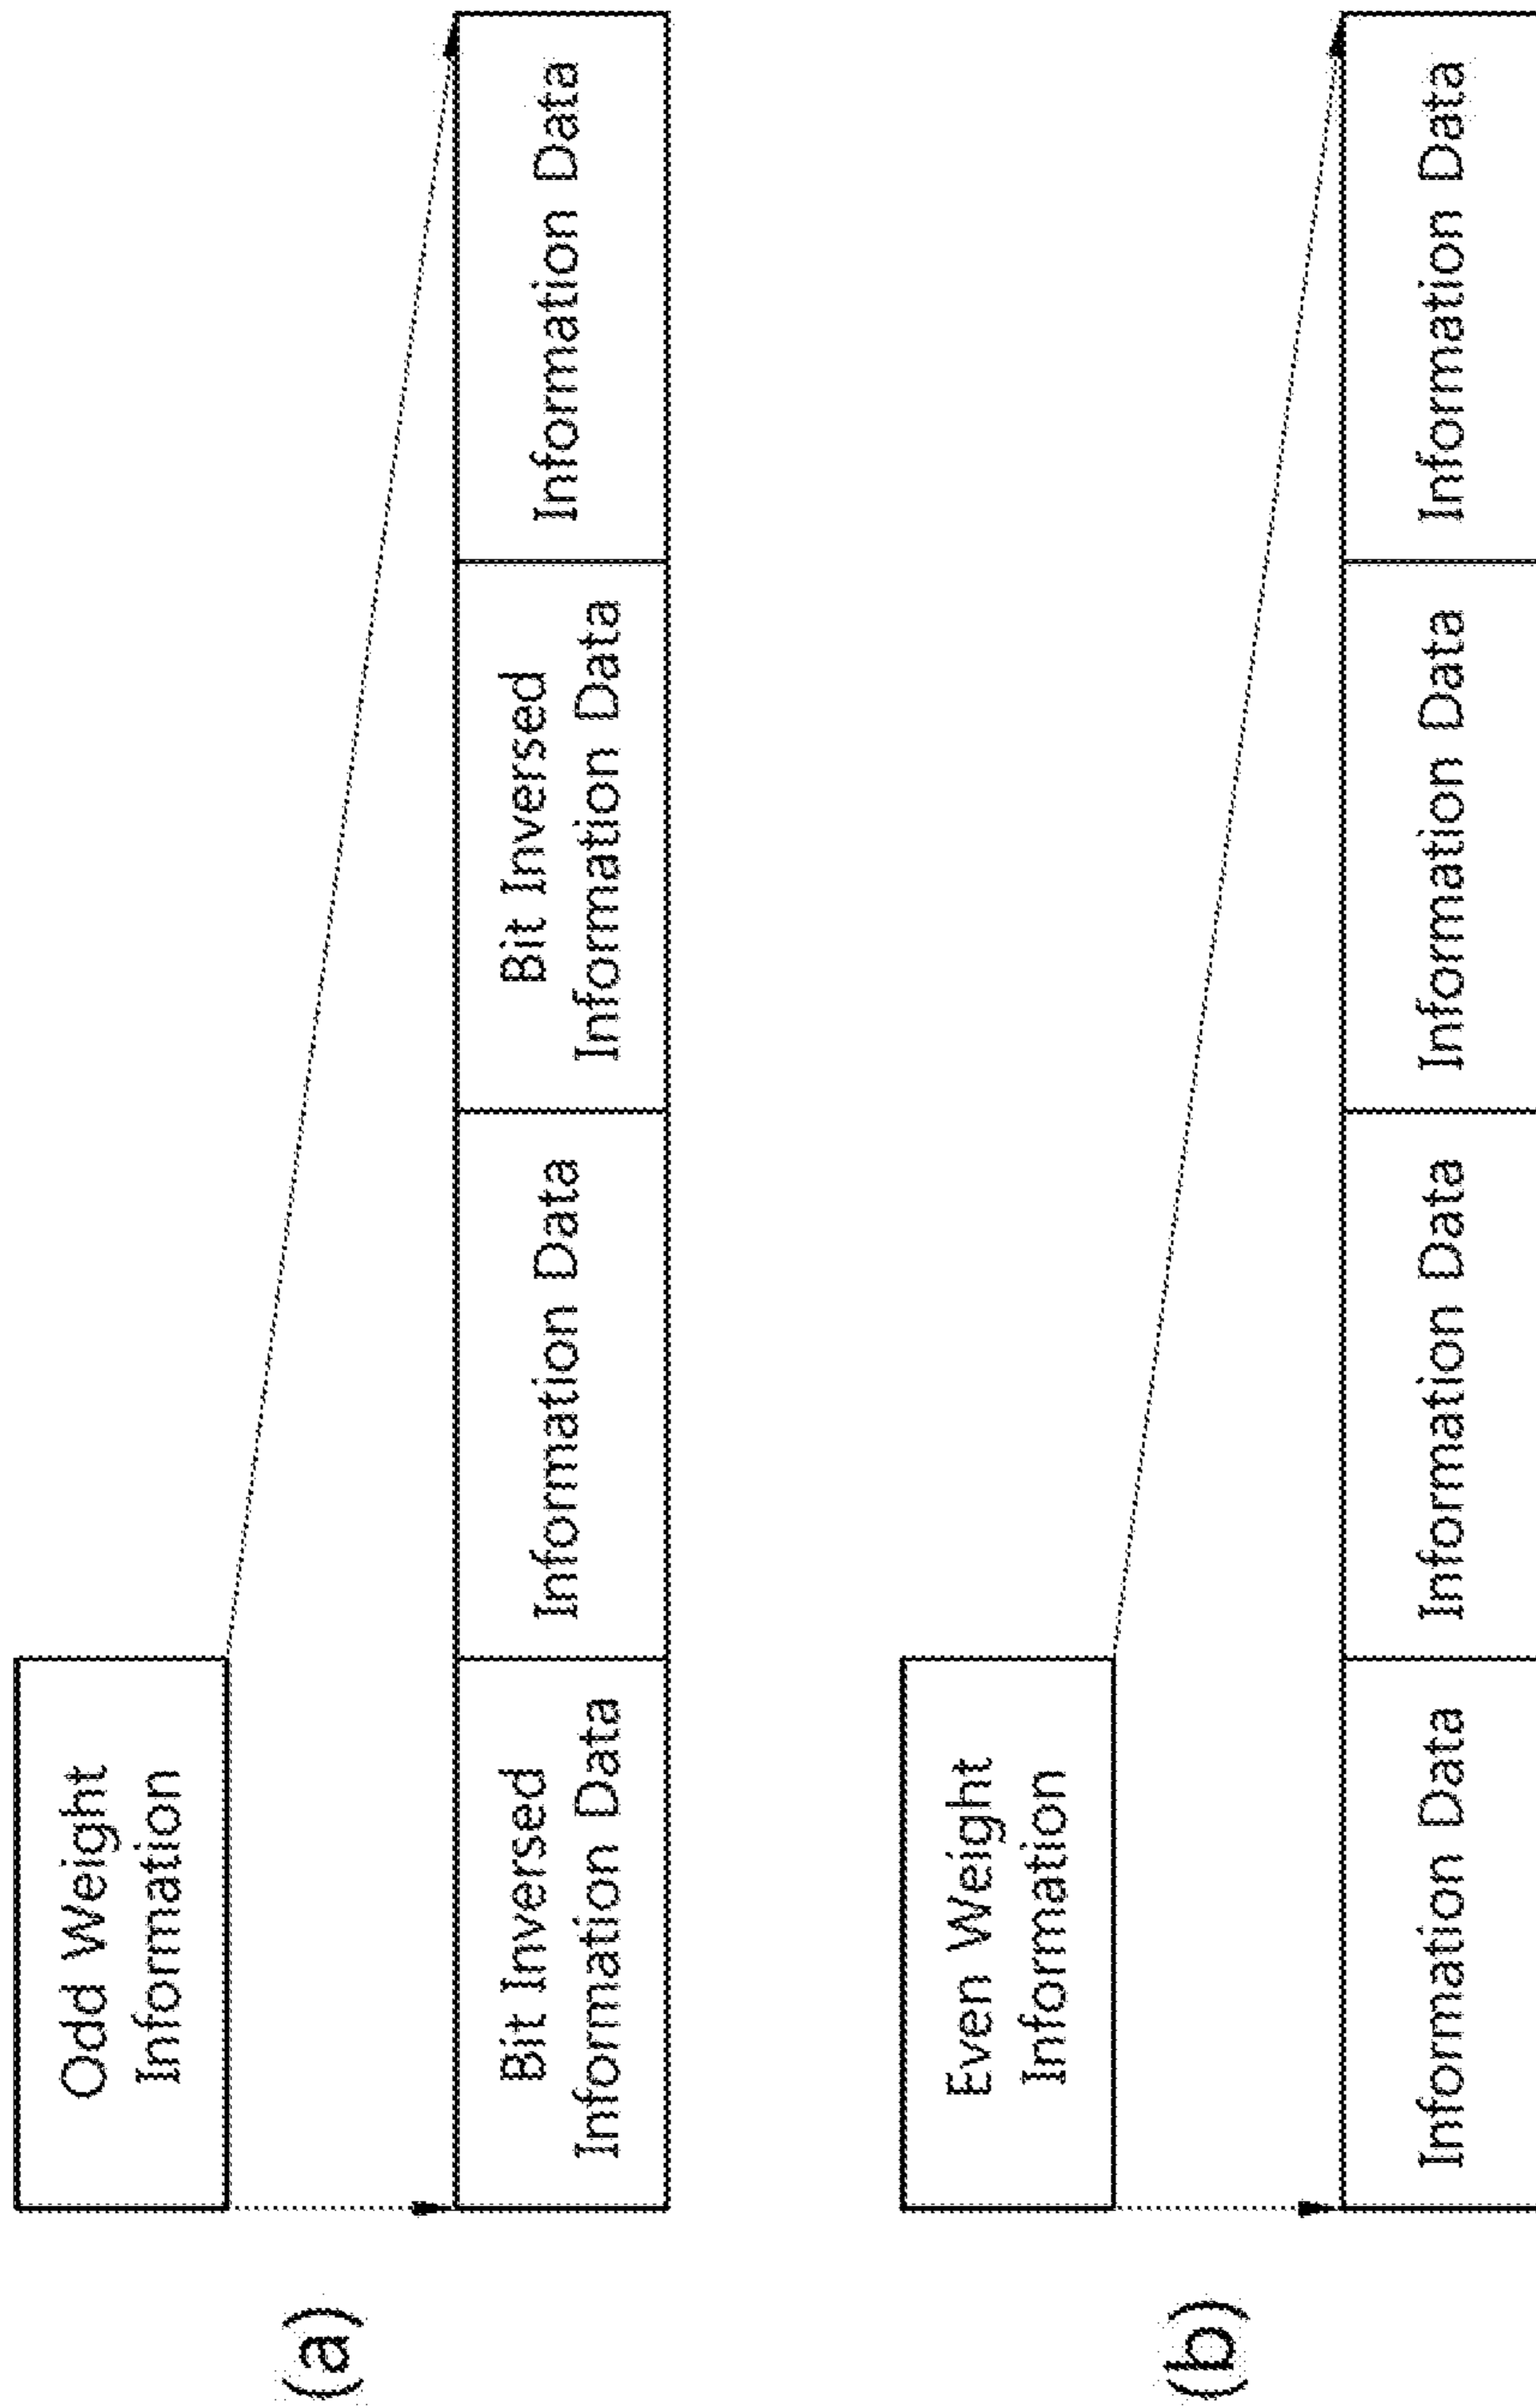 (a)
Odd Weight
Information
Bit Inversed
Information Data
Information Data
Bit Inversed
Information Data
Information Data
(b)
Even Weight
Information
Information Data
Information Data
Information Data
Information Data